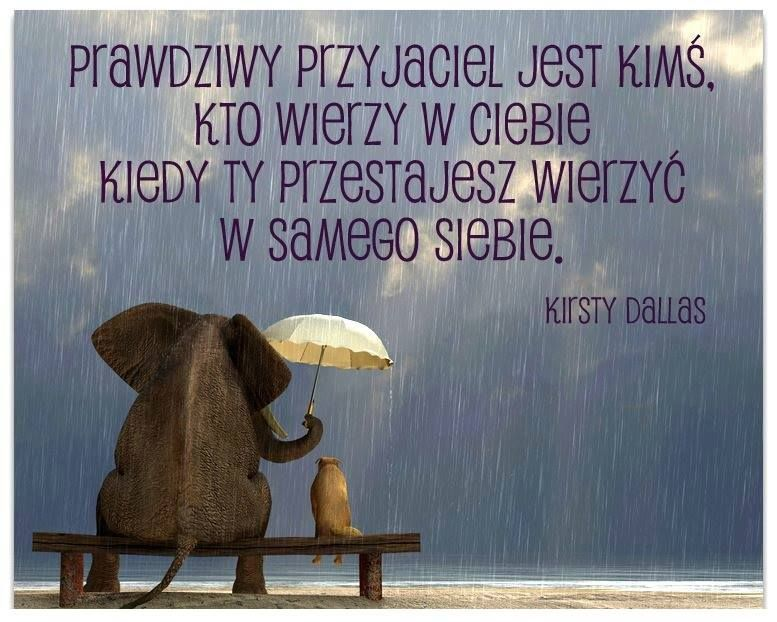 Prawdziwy przyjaciel jest kimś,
kto wierzy w ciebie
kiedy ty przestajesz wierzyć
w samego siebie.
Kirsty Dallas